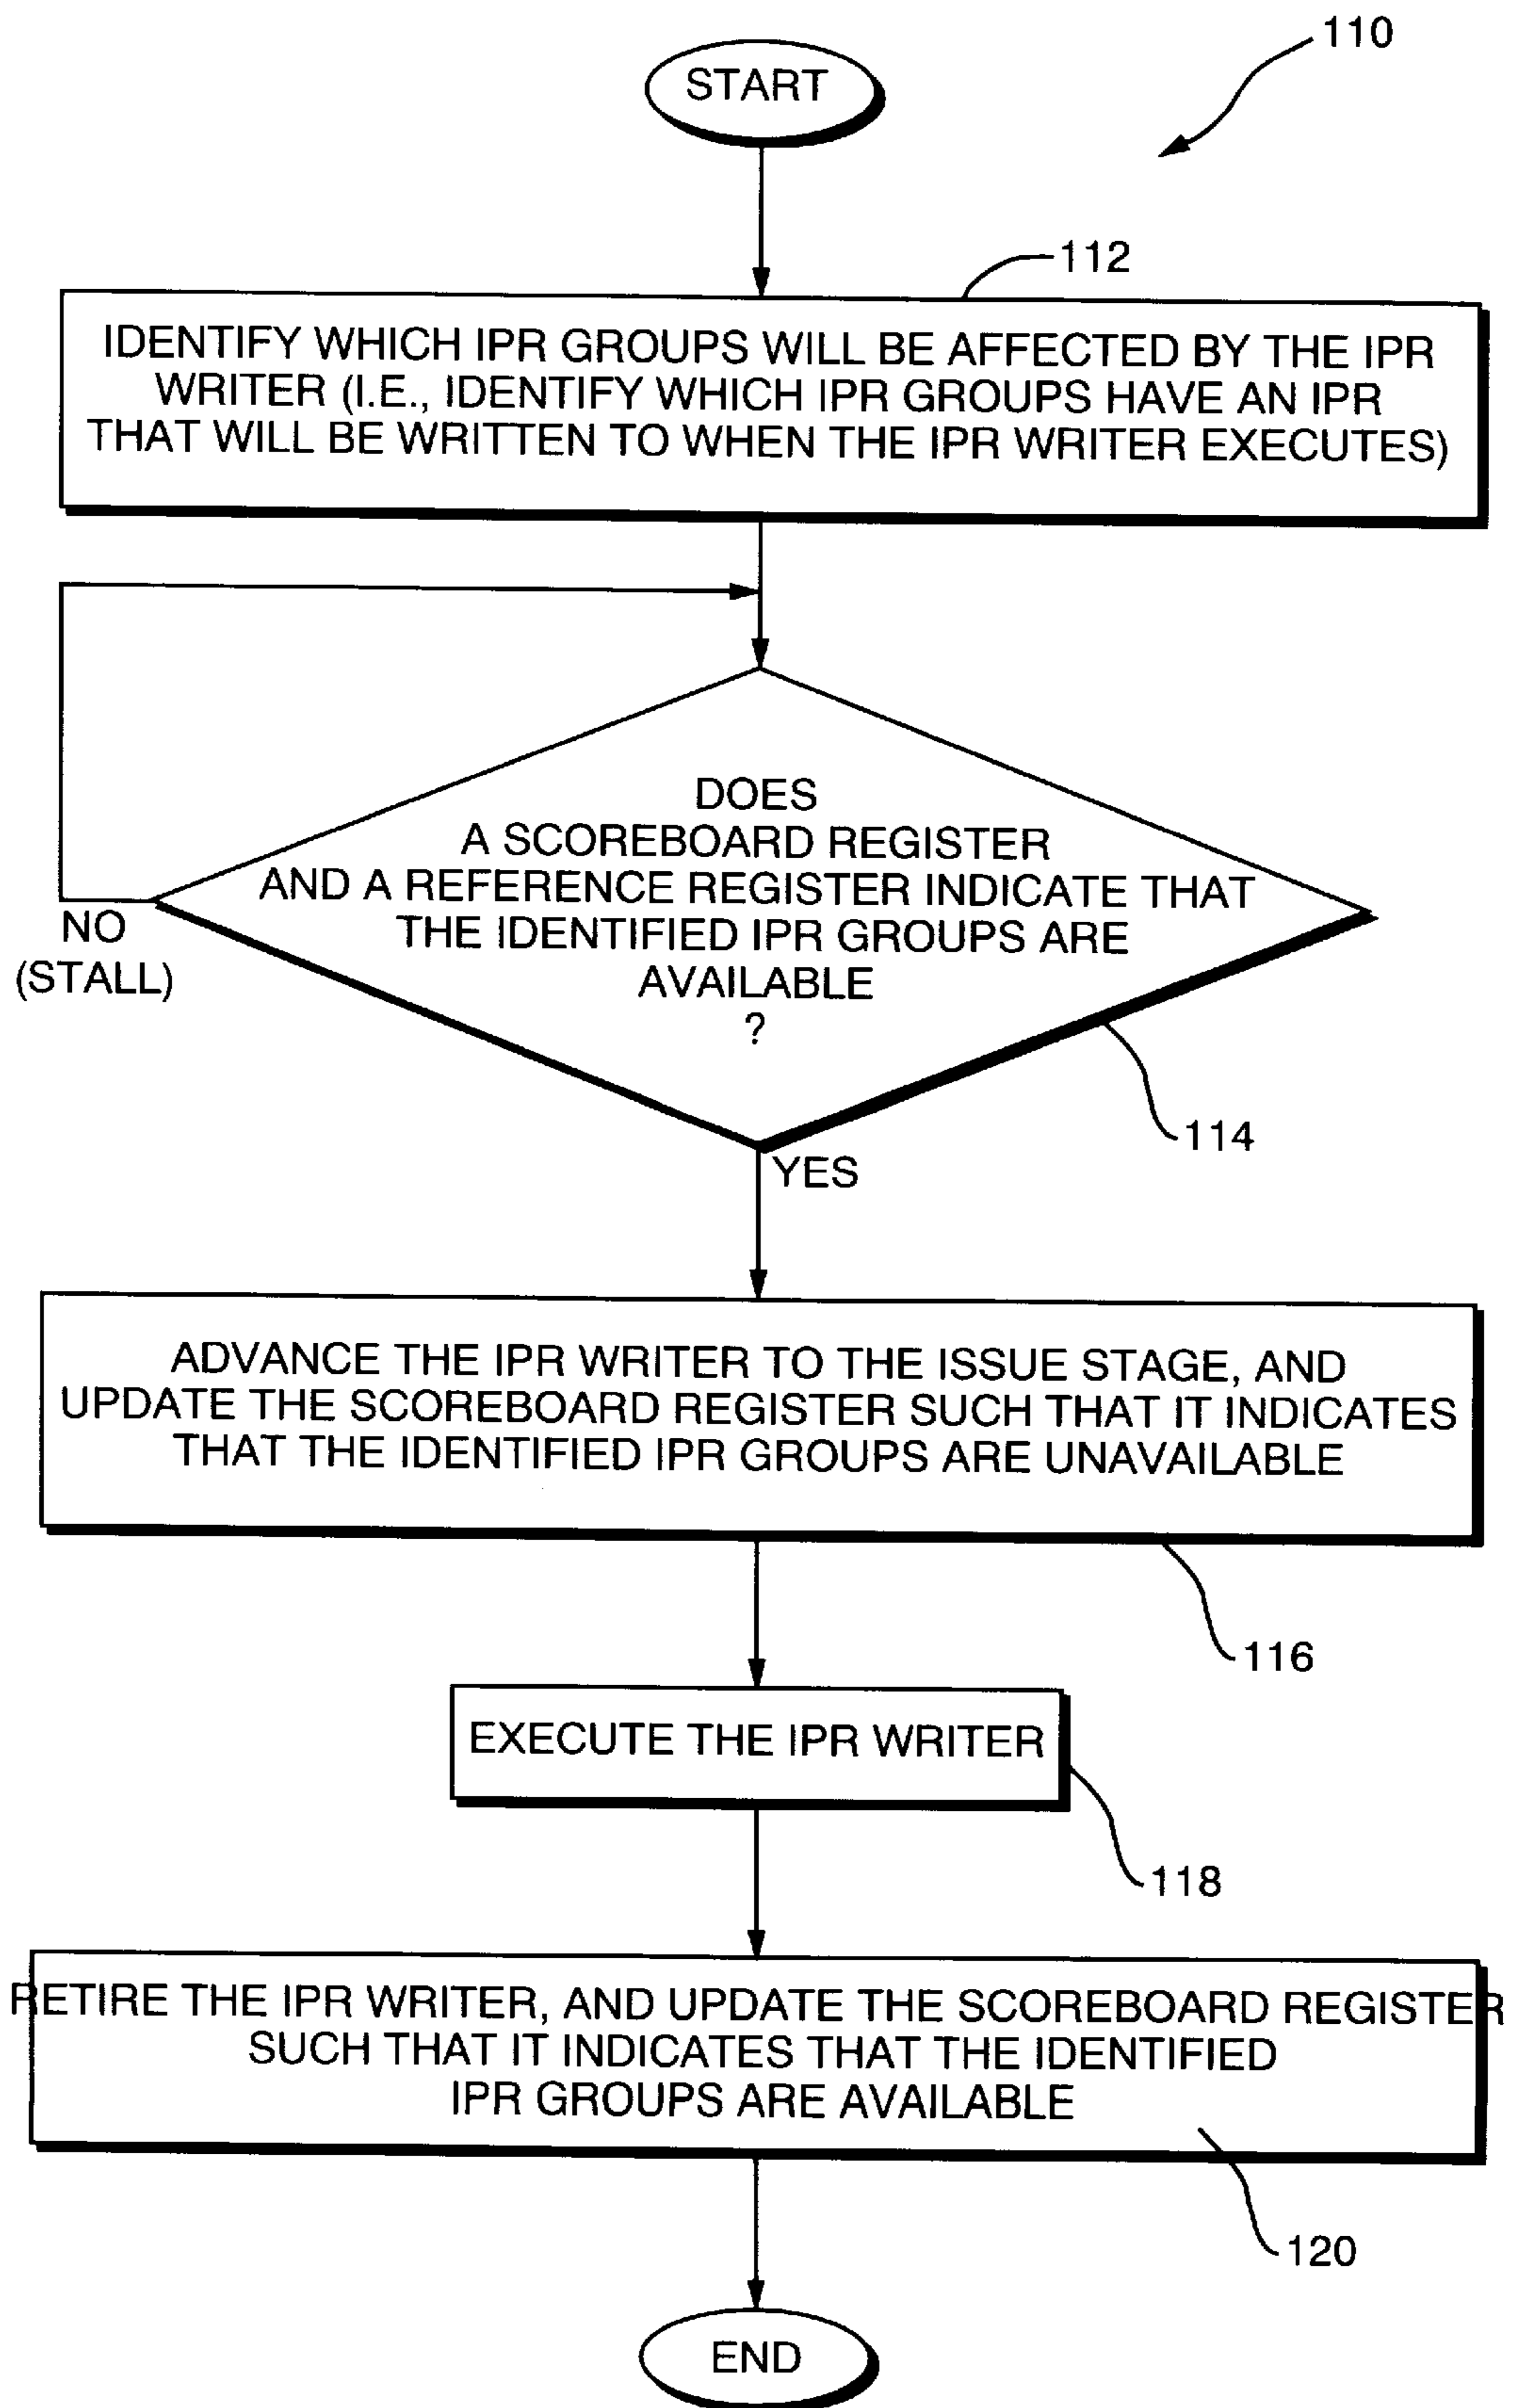 110
START
112
IDENTIFY WHICH IPR GROUPS WILL BE AFFECTED BY THE IPR
WRITER (I.E., IDENTIFY WHICH IPR GROUPS HAVE AN IPR
THAT WILL BE WRITTEN TO WHEN THE IPR WRITER EXECUTES)
DOES
A SCOREBOARD REGISTER
AND A REFERENCE REGISTER INDICATE THAT
THE IDENTIFIED IPR GROUPS ARE
AVAILABLE
?
NO
(STALL)
114
YES
ADVANCE THE IPR WRITER TO THE ISSUE STAGE, AND
UPDATE THE SCOREBOARD REGISTER SUCH THAT IT INDICATES
THAT THE IDENTIFIED IPR GROUPS ARE UNAVAILABLE
116
EXECUTE THE IPR WRITER
118
RETIRE THE IPR WRITER, AND UPDATE THE SCOREBOARD REGISTER
SUCH THAT IT INDICATES THAT THE IDENTIFIED
IPR GROUPS ARE AVAILABLE
120
END